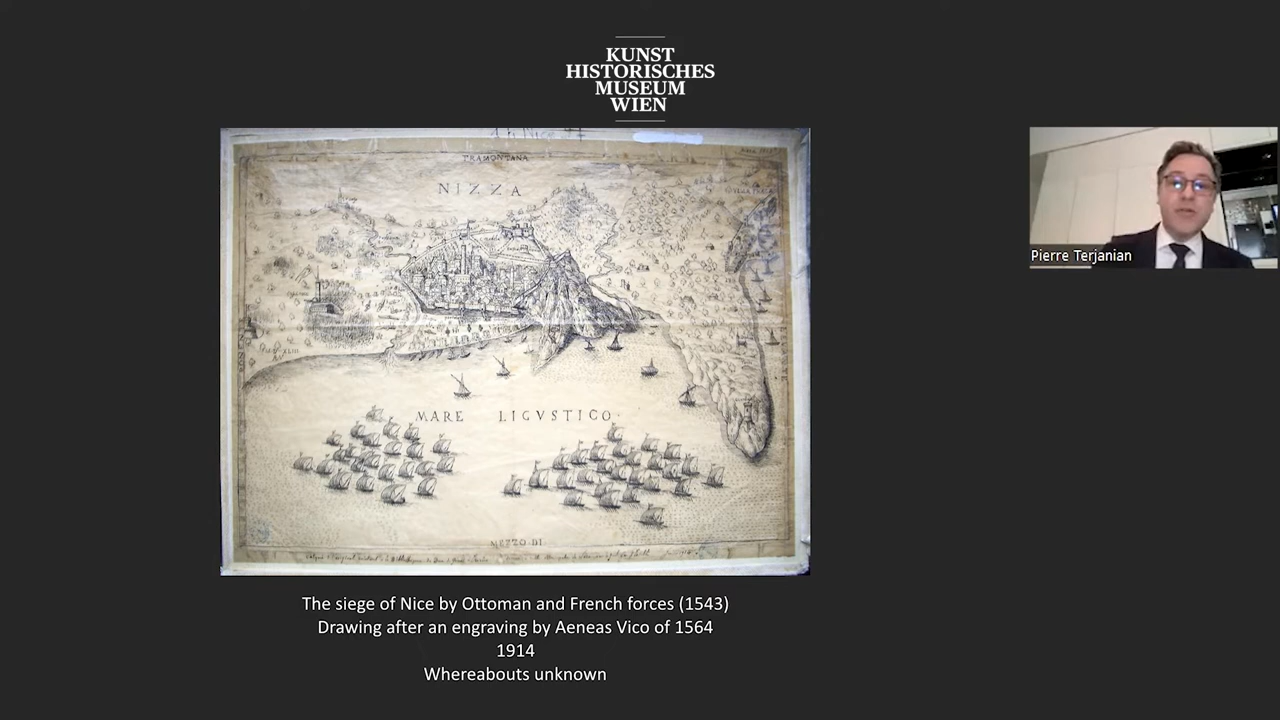 KUNST
HISTORISCHES
MUSEUM
WIEN
TRAMONTANA
NIZZA
MARE LIGVSTICO
MEZZO DI
Pierre Terjanian
The siege of Nice by Ottoman and French forces (1543)
Drawing after an engraving by Aeneas Vico of 1564
1914
Whereabouts unknown